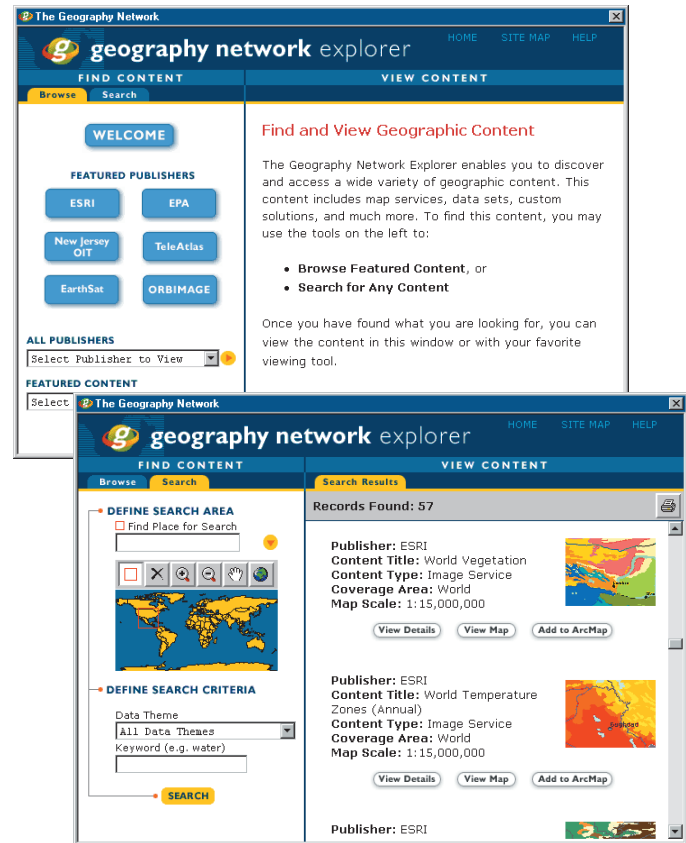 The Geography Network
geography network explorer
HOME SITE MAP HELP
FIND CONTENT
VIEW CONTENT
Browse Search
WELCOME
FEATURED PUBLISHERS
ESRI
EPA
New Jersey
OIT
TeleAtlas
EarthSat
ORBIMAGE
ALL PUBLISHERS
Select Publisher to View
FEATURED CONTENT
Select
Find and View Geographic Content
The Geography Network Explorer enables you to discover
and access a wide variety of geographic content. This
content includes map services, data sets, custom
solutions, and much more. To find this content, you may
use the tools on the left to:
• Browse Featured Content, or
• Search for Any Content
Once you have found what you are looking for, you can
view the content in this window or with your favorite
viewing tool.
The Geography Network
geography network explorer
HOME SITE MAP HELP
FIND CONTENT
VIEW CONTENT
Browse Search
Search Results
DEFINE SEARCH AREA
Find Place for Search
DEFINE SEARCH CRITERIA
Data Theme
All Data Themes
Keyword (e.g. water)
SEARCH
Records Found: 57
Publisher: ESRI
Content Title: World Vegetation
Content Type: Image Service
Coverage Area: World
Map Scale: 1:15,000,000
View Details View Map Add to ArcMap
Publisher: ESRI
Content Title: World Temperature
Zones (Annual)
Content Type: Image Service
Coverage Area: World
Map Scale: 1:15,000,000
Baghdad
View Details View Map Add to ArcMap
Publisher: ESRI